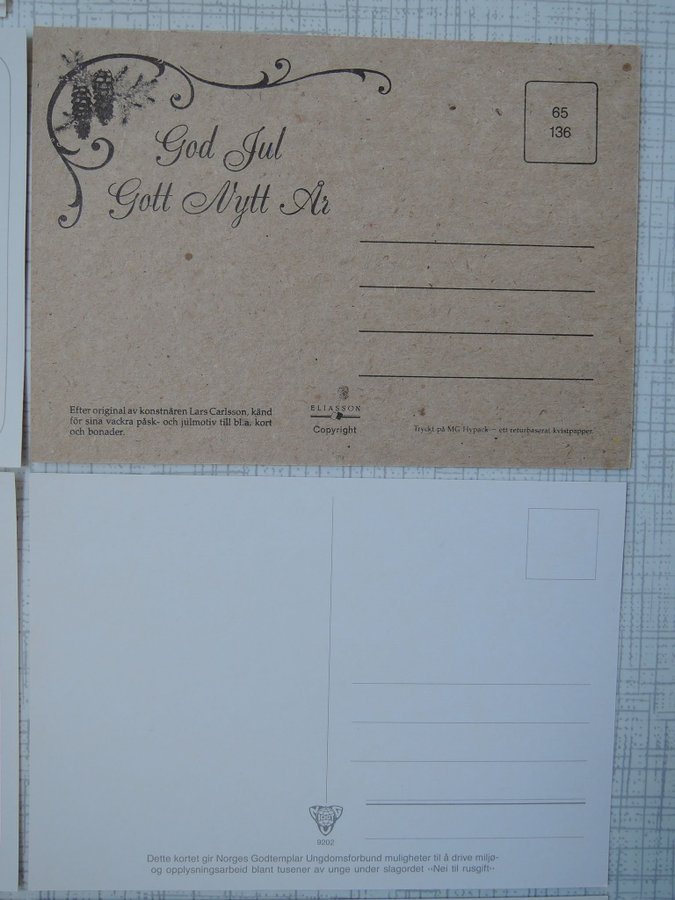 God Jul
Gott Nytt År
65
136
Efter original av konstnären Lars Carlsson, känd
för sina vackra påsk- och julmotiv till bl.a. kort
och bonader.
ELIASSON
Copyright
Tryckt på MG Hypack – ett returbaserat kvistpapper.
9202
Dette kortet gir Norges Godtemplar Ungdomsforbund muligheter til å drive miljø-
og opplysningsarbeid blant tusener av unge under slagordet «Nei til rusgift»